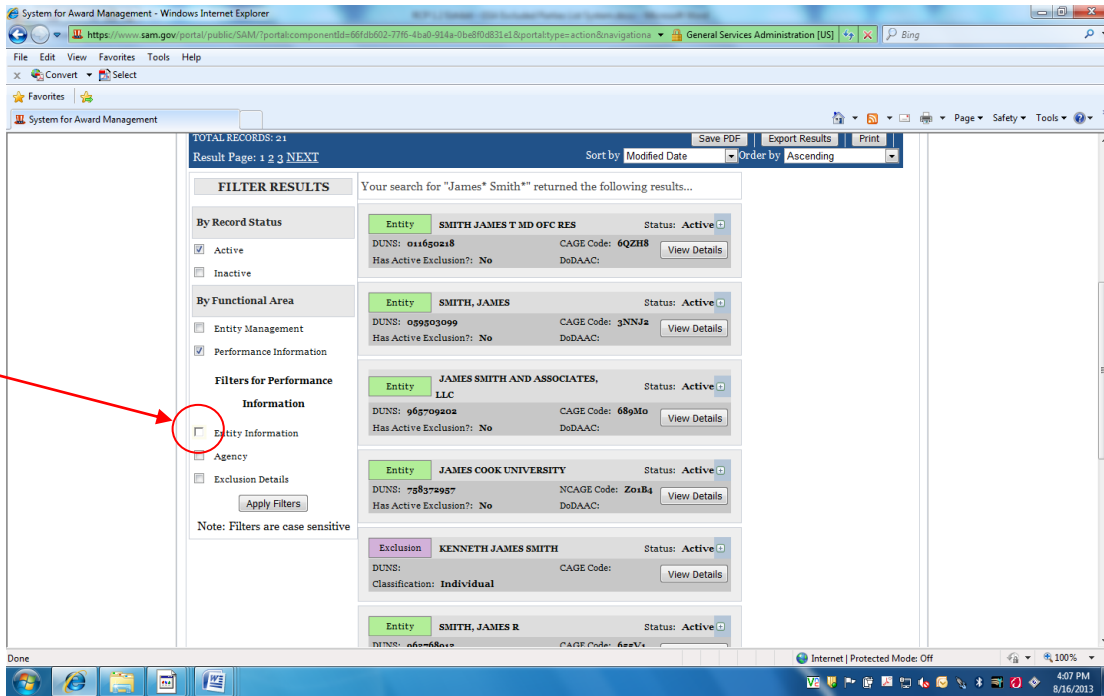 System for Award Management - Windows Internet Explorer
https://www.sam.gov/portal/public/SAM/?portal:componentId=66fdb602-77f6-4ba0-914a-0be8f0d831e1&portal:type=action&navigationa
General Services Administration [US]
Bing
File Edit View Favorites Tools Help
x Convert Select
Favorites
System for Award Management
Page Safety Tools
TOTAL RECORDS: 21
Save PDF Export Results Print
Result Page: 1 2 3 NEXT
Sort by Modified Date Order by Ascending
FILTER RESULTS
By Record Status
Active
Inactive
By Functional Area
Entity Management
Performance Information
Filters for Performance
Information
Entity Information
Agency
Exclusion Details
Apply Filters
Note: Filters are case sensitive
Your search for "James* Smith*" returned the following results...
Entity SMITH JAMES T MD OFC RES Status: Active
DUNS: 011650218 CAGE Code: 6QZH8 View Details
Has Active Exclusion?: No DoDAAC:
Entity SMITH, JAMES Status: Active
DUNS: 059503099 CAGE Code: 3NNJ2 View Details
Has Active Exclusion?: No DoDAAC:
Entity JAMES SMITH AND ASSOCIATES, Status: Active
LLC
DUNS: 965709202 CAGE Code: 689M0 View Details
Has Active Exclusion?: No DoDAAC:
Entity JAMES COOK UNIVERSITY Status: Active
DUNS: 758372957 NCAGE Code: Z01B4 View Details
Has Active Exclusion?: No DoDAAC:
Exclusion KENNETH JAMES SMITH Status: Active
DUNS: CAGE Code: View Details
Classification: Individual
Entity SMITH, JAMES R Status: Active
DUNS: CAGE Code:
Done
Internet | Protected Mode: Off
100%
4:07 PM
8/16/2013